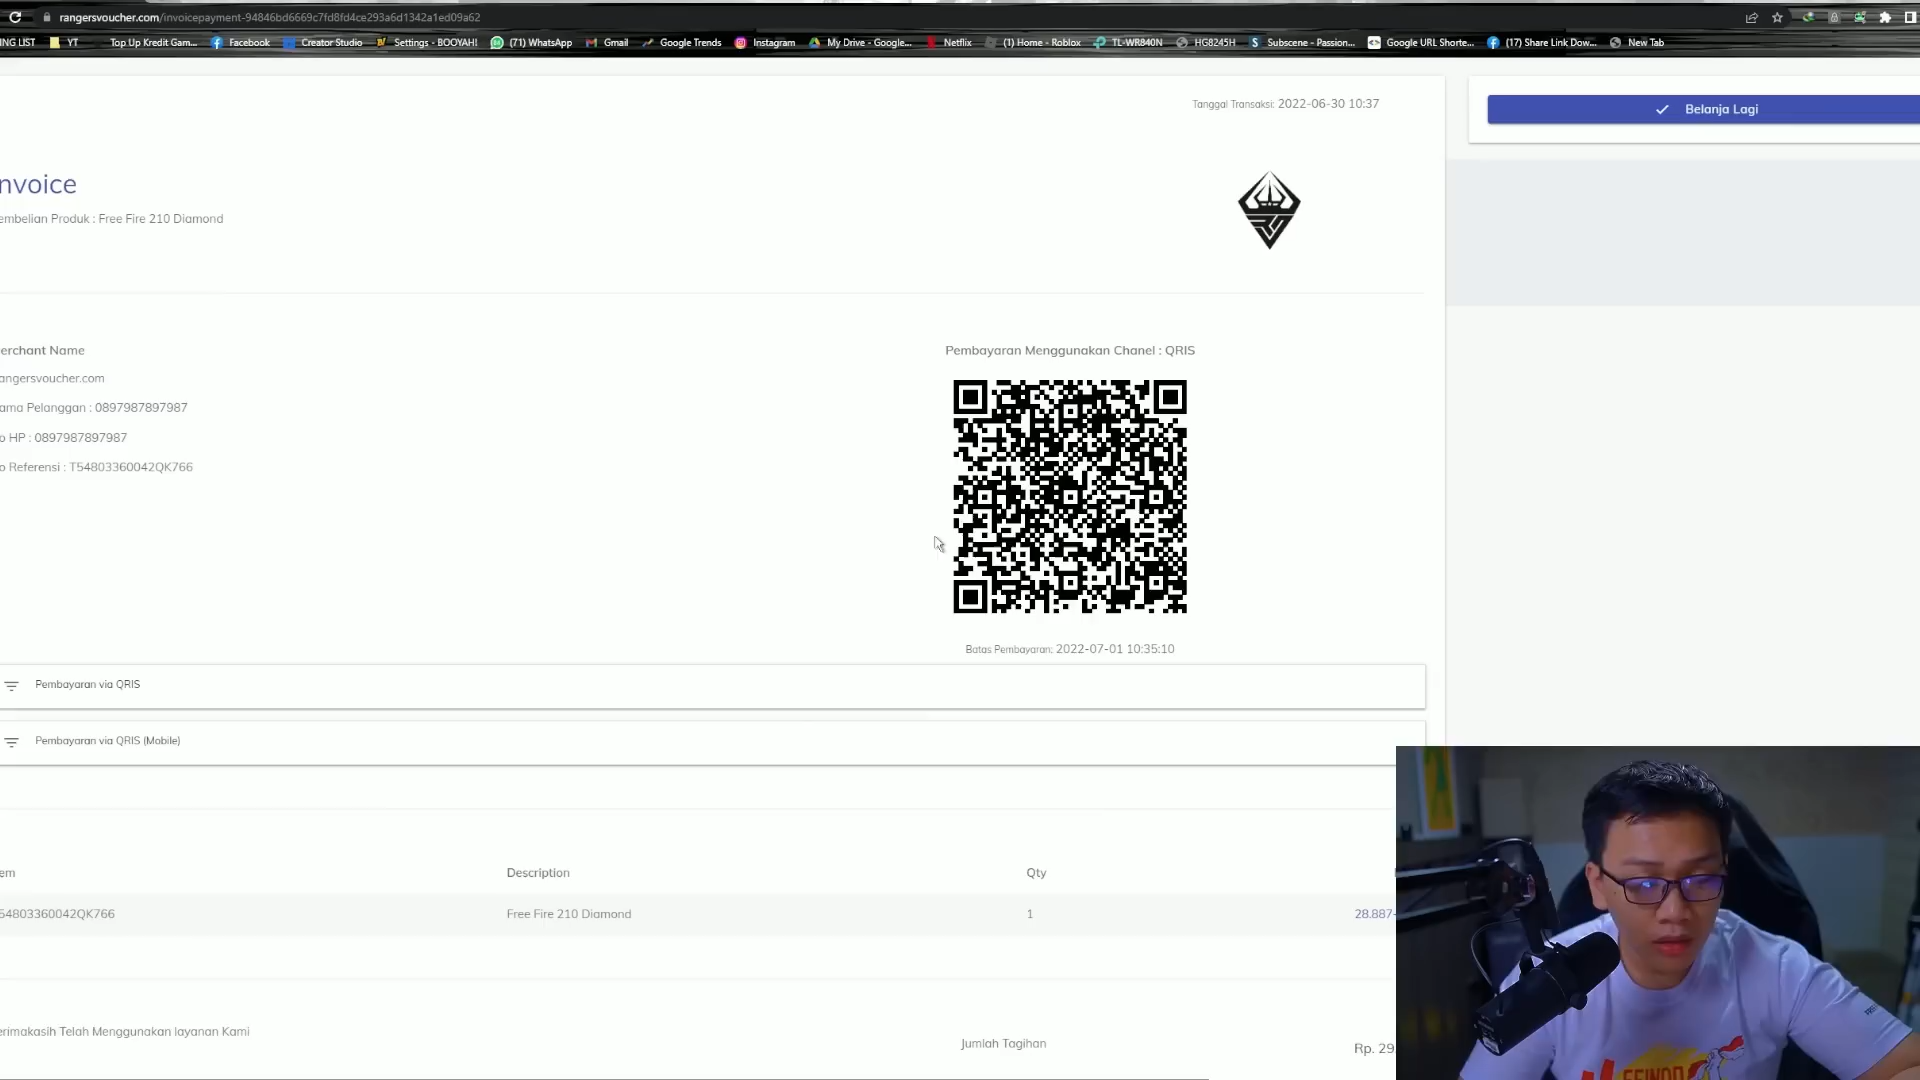 rangersvoucher.com/invoicepayment-94846bd6669c7fd8fd4ce293a6d1342a1ed09a62
NG LIST YT Top Up Kredit Gam... Facebook Creator Studio Settings - BOOYAH! (71) WhatsApp Gmail Google Trends Instagram My Drive - Google... Netflix (1) Home - Roblox TL-WR840N HG8245H Subscene - Passion... Google URL Shorte... (17) Share Link Dow... New Tab
Tanggal Transaksi: 2022-06-30 10:37
Belanja Lagi
nvoice
embelian Produk : Free Fire 210 Diamond
erchant Name
angersvoucher.com
ama Pelanggan : 0897987897987
o HP : 0897987897987
o Referensi : T54803360042QK766
Pembayaran Menggunakan Chanel : QRIS
Batas Pembayaran: 2022-07-01 10:35:10
Pembayaran via QRIS
Pembayaran via QRIS (Mobile)
em Description Qty
54803360042QK766 Free Fire 210 Diamond 1 28.887
erimakasih Telah Menggunakan layanan Kami
Jumlah Tagihan Rp. 29.